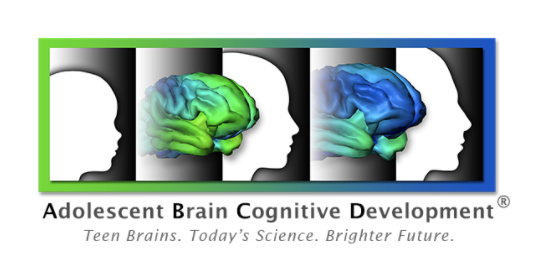 Adolescent Brain Cognitive Development®
Teen Brains. Today's Science. Brighter Future.